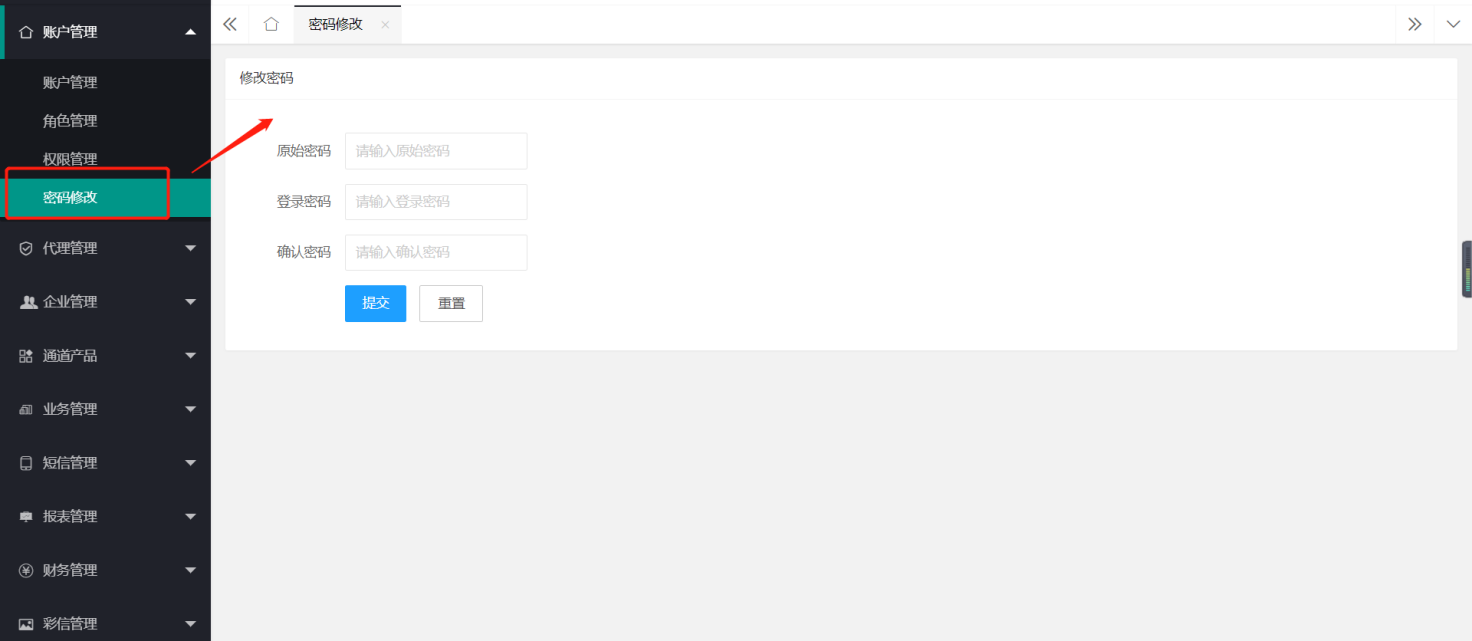 账户管理
账户管理
角色管理
权限管理
密码修改
代理管理
企业管理
通道产品
业务管理
短信管理
报表管理
财务管理
彩信管理
密码修改
修改密码
原始密码 请输入原始密码
登录密码 请输入登录密码
确认密码 请输入确认密码
提交 重置